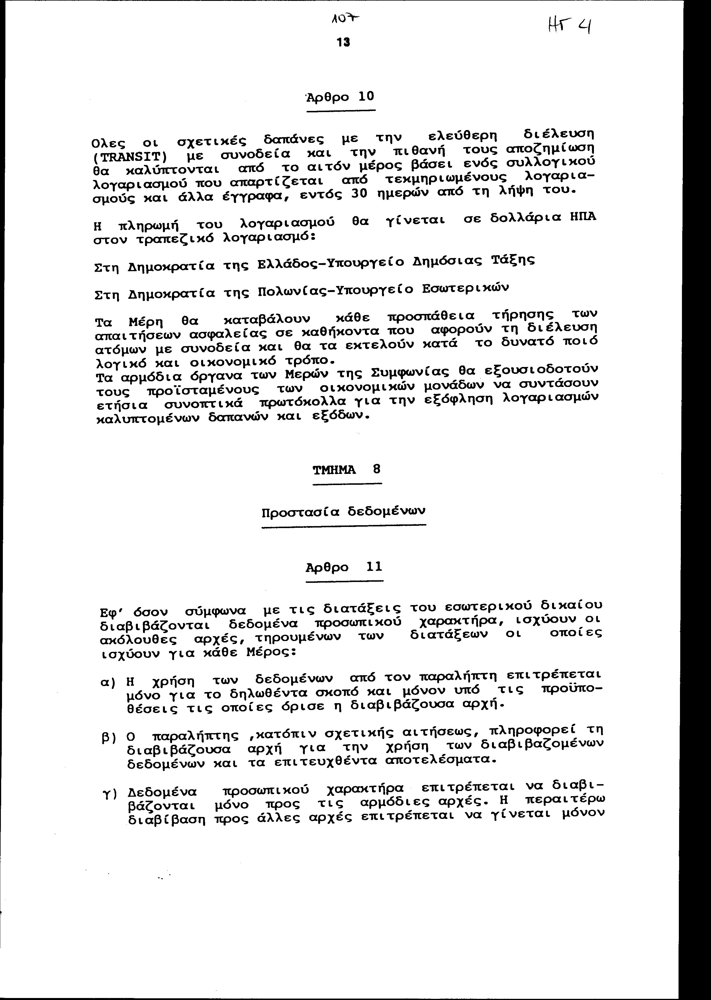 107
13
Άρθρο 10
Ολες οι σχετικές δαπάνες με την ελεύθερη διέλευση
(TRANSIT) με συνοδεία και την πιθανή τους αποζημίωση
θα καλύπτονται από το αιτόν μέρος βάσει ενός συλλογικού
λογαριασμού που απαρτίζεται από τεκμηριωμένους λογαρια-
σμούς και άλλα έγγραφα, εντός 30 ημερών από τη λήψη του.
Η πληρωμή του λογαριασμού θα γίνεται σε δολλάρια ΗΠΑ
στον τραπεζικό λογαριασμό:
Στη Δημοκρατία της Ελλάδος-Υπουργείο Δημόσιας Τάξης
Στη Δημοκρατία της Πολωνίας-Υπουργείο Εσωτερικών
Τα Μέρη θα καταβάλουν κάθε προσπάθεια τήρησης των
απαιτήσεων ασφαλείας σε καθήκοντα που αφορούν τη διέλευση
ατόμων με συνοδεία και θα τα εκτελούν κατά το δυνατό ποιό
λογικό και οικονομικό τρόπο.
Τα αρμόδια όργανα των Μερών της Συμφωνίας θα εξουσιοδοτούν
τους προϊσταμένους των οικονομικών μονάδων να συντάσουν
ετήσια συνοπτικά πρωτόκολλα για την εξόφληση λογαριασμών
καλυπτομένων δαπανών και εξόδων.
ΤΜΗΜΑ 8
Προστασία δεδομένων
Αρθρο 11
Εφ' όσον σύμφωνα με τις διατάξεις του εσωτερικού δικαίου
διαβιβάζονται δεδομένα προσωπικού χαρακτήρα, ισχύουν οι
ακόλουθες αρχές, τηρουμένων των διατάξεων οι οποίες
ισχύουν για κάθε Μέρος:
α) Η χρήση των δεδομένων από τον παραλήπτη επιτρέπεται
μόνο για το δηλωθέντα σκοπό και μόνον υπό τις προϋπο-
θέσεις τις οποίες όρισε η διαβιβάζουσα αρχή.
β) Ο παραλήπτης ,κατόπιν σχετικής αιτήσεως, πληροφορεί τη
διαβιβάζουσα αρχή για την χρήση των διαβιβαζομένων
δεδομένων και τα επιτευχθέντα αποτελέσματα.
γ) Δεδομένα προσωπικού χαρακτήρα επιτρέπεται να διαβι-
βάζονται μόνο προς τις αρμόδιες αρχές. Η περαιτέρω
διαβίβαση προς άλλες αρχές επιτρέπεται να γίνεται μόνον